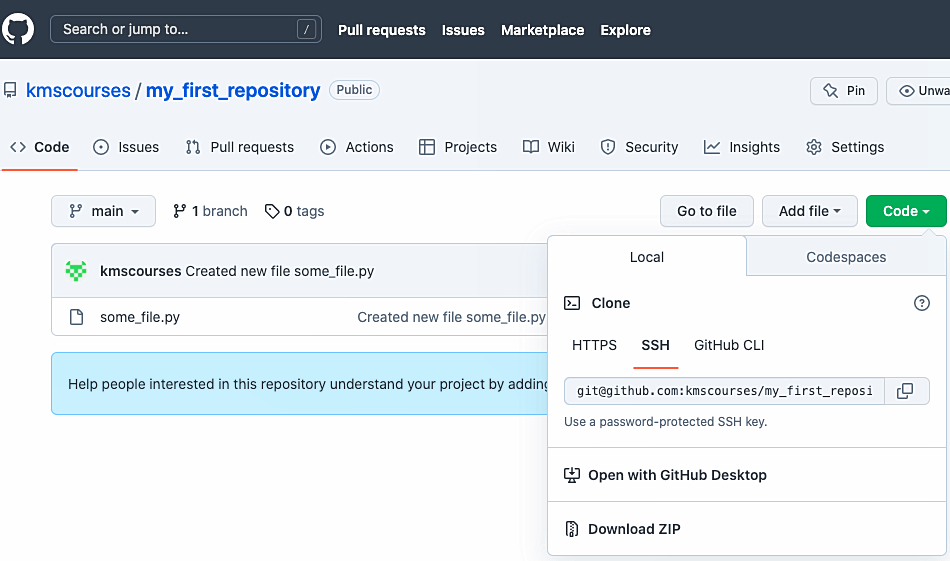 Search or jump to... / Pull requests Issues Marketplace Explore
kmscourses / my_first_repository Public Pin Unwa
Code Issues Pull requests Actions Projects Wiki Security Insights Settings
main 1 branch 0 tags Go to file Add file Code
Local Codespaces
kmscourses Created new file some_file.py
Clone
some_file.py Created new file some_file.py
HTTPS SSH GitHub CLI
Help people interested in this repository understand your project by adding
git@github.com:kmscourses/my_first_reposi
Use a password-protected SSH key.
Open with GitHub Desktop
Download ZIP